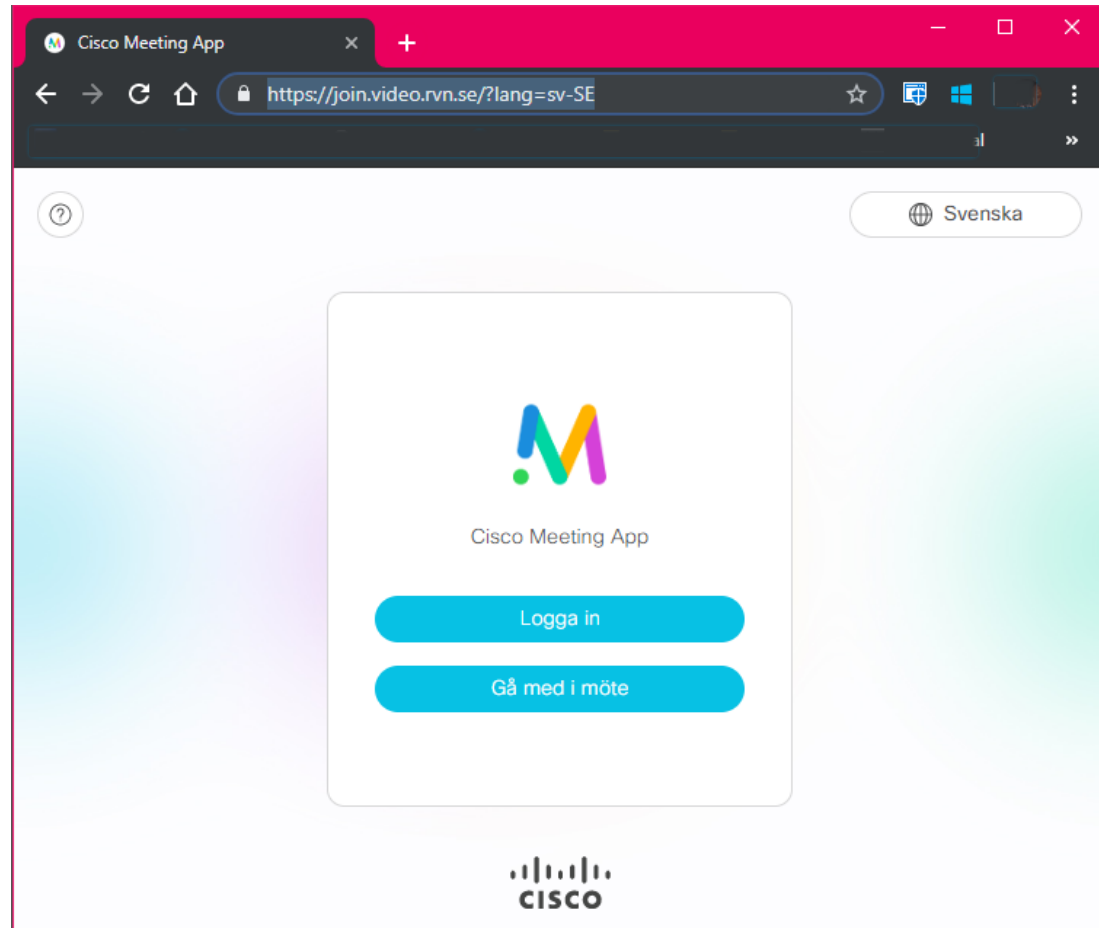 Cisco Meeting App
https://join.video.rvn.se/?lang=sv-SE
al
Svenska
Cisco Meeting App
Logga in
Gå med i möte
CISCO